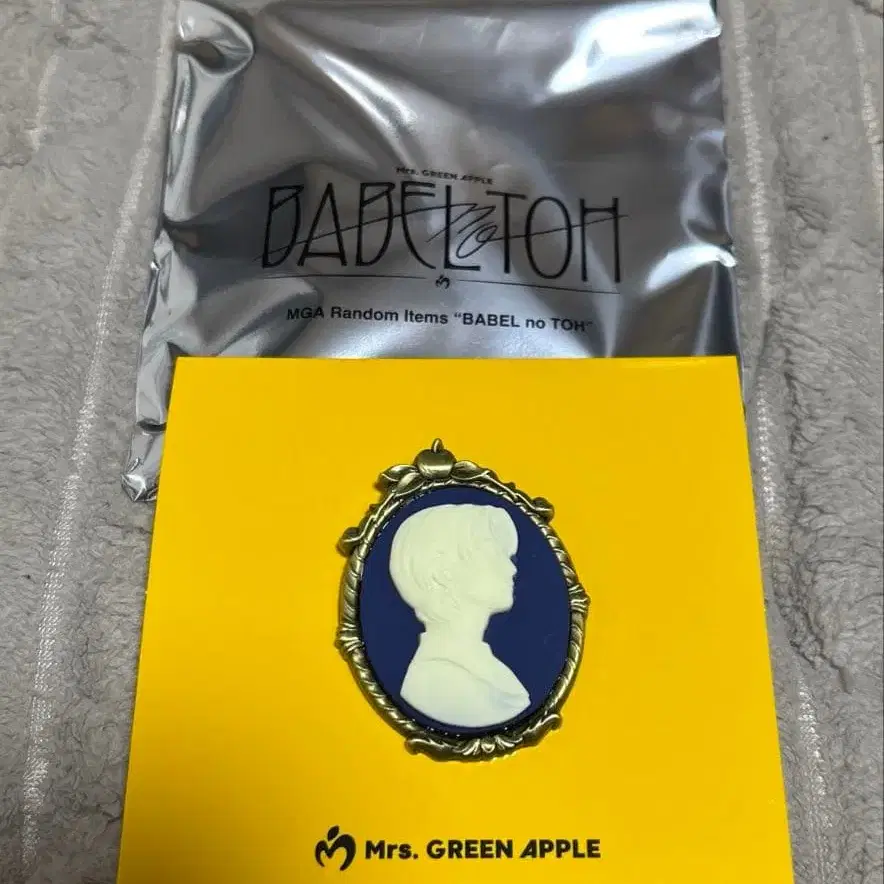 Mrs. GREEN APPLE
BABEL no TOH
MGA Random Items "BABEL no TOH"
Mrs. GREEN APPLE